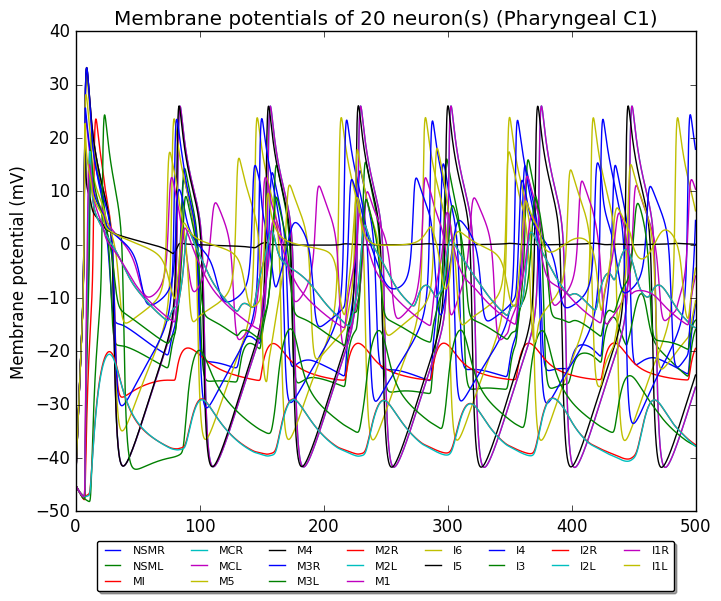 Membrane potentials of 20 neuron(s) (Pharyngeal C1)
40
30
20
10
0
−10
−20
−30
−40
−50
Membrane potential (mV)
0 100 200 300 400 500
NSMR MCR M4 M2R I6 I4 I2R I1R
NSML MCL M3R M2L I5 I3 I2L I1L
MI M5 M3L M1